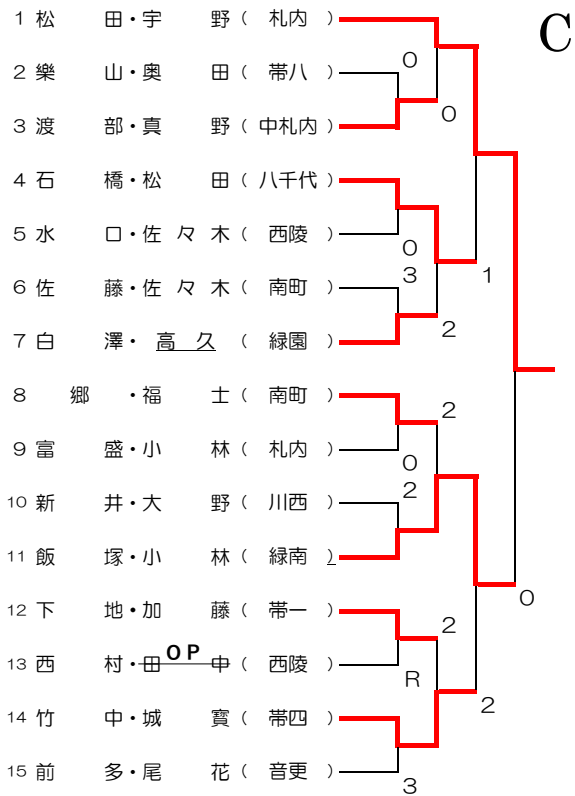 C
1 松 田・宇 野 ( 札内 )
0
2 樂 山・奥 田 ( 帯八 )
0
3 渡 部・真 野 ( 中札内 )
4 石 橋・松 田 ( 八千代 )
5 水 口・佐 々 木 ( 西陵 )
0
3 1
6 佐 藤・佐 々 木 ( 南町 )
2
7 白 澤・ 高 久 ( 緑園 )
8 郷 ・福 士 ( 南町 )
2
9 富 盛・小 林 ( 札内 )
0
2
10 新 井・大 野 ( 川西 )
11 飯 塚・小 林 ( 緑南 )
0
12 下 地・加 藤 ( 帯一 )
2
OP
13 西 村・田 中 ( 西陵 )
R
2
14 竹 中・城 寳 ( 帯四 )
15 前 多・尾 花 ( 音更 )
3